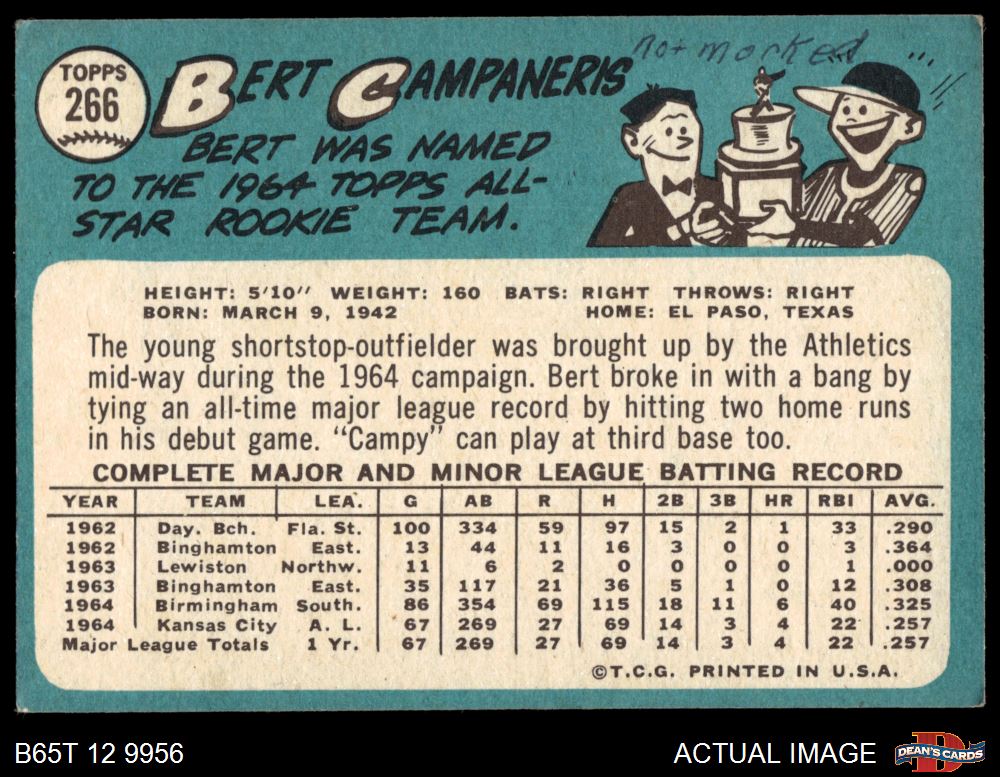 TOPPS
266
BERT CAMPANERIS
not marked
BERT WAS NAMED
TO THE 1964 TOPPS ALL-
STAR ROOKIE TEAM.
HEIGHT: 5'10" WEIGHT: 160 BATS: RIGHT THROWS: RIGHT
BORN: MARCH 9, 1942 HOME: EL PASO, TEXAS
The young shortstop-outfielder was brought up by the Athletics
mid-way during the 1964 campaign. Bert broke in with a bang by
tying an all-time major league record by hitting two home runs
in his debut game. "Campy" can play at third base too.
COMPLETE MAJOR AND MINOR LEAGUE BATTING RECORD
YEAR TEAM LEA. G AB R H 2B 3B HR RBI AVG.
1962 Day. Bch. Fla. St. 100 334 59 97 15 2 1 33 .290
1962 Binghamton East. 13 44 11 16 3 0 0 3 .364
1963 Lewiston Northw. 11 6 2 0 0 0 0 1 .000
1963 Binghamton East. 35 117 21 36 5 1 0 12 .308
1964 Birmingham South. 86 354 69 115 18 11 6 40 .325
1964 Kansas City A. L. 67 269 27 69 14 3 4 22 .257
Major League Totals 1 Yr. 67 269 27 69 14 3 4 22 .257
©T.C.G. PRINTED IN U.S.A.
B65T 12 9956 ACTUAL IMAGE DEAN'S CARDS